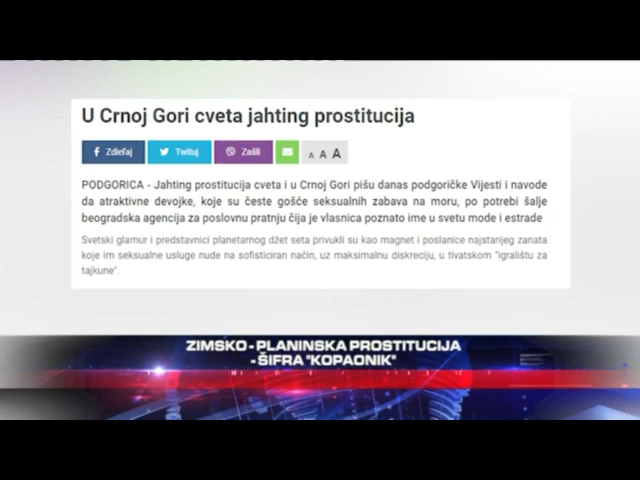 U Crnoj Gori cveta jahting prostitucija
Zdieľaj Twituj Zašli A A A
PODGORICA - Jahting prostitucija cveta i u Crnoj Gori pišu danas podgoričke Vijesti i navode
da atraktivne devojke, koje su česte gošće seksualnih zabava na moru, po potrebi šalje
beogradska agencija za poslovnu pratnju čija je vlasnica poznato ime u svetu mode i estrade
Svetski glamur i predstavnici planetarnog džet seta privukli su kao magnet i poslanice najstarijeg zanata
koje im seksualne usluge nude na sofisticiran način, uz maksimalnu diskreciju, u tivatskom "igralištu za
tajkune".
ZIMSKO - PLANINSKA PROSTITUCIJA
- ŠIFRA "KOPAONIK"